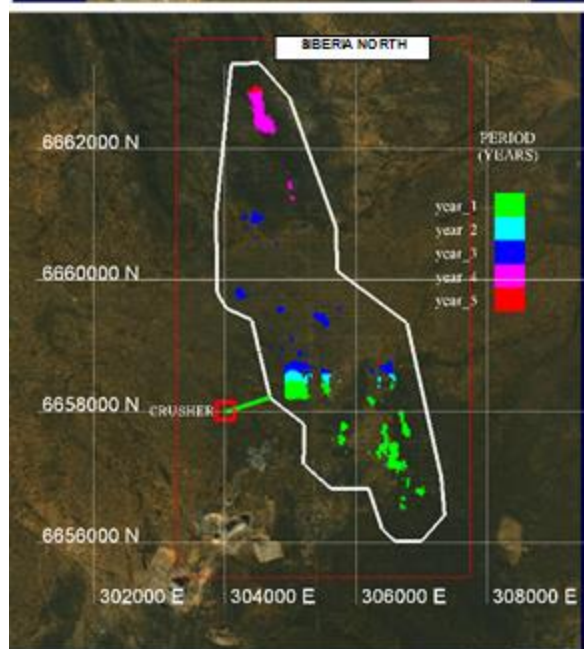 SIBERIA NORTH
6662000 N
PERIOD
(YEARS)
year_1
year_2
year_3
year_4
year_5
6660000 N
6658000 N
CRUSHER
6656000 N
302000 E
304000 E
306000 E
308000 E